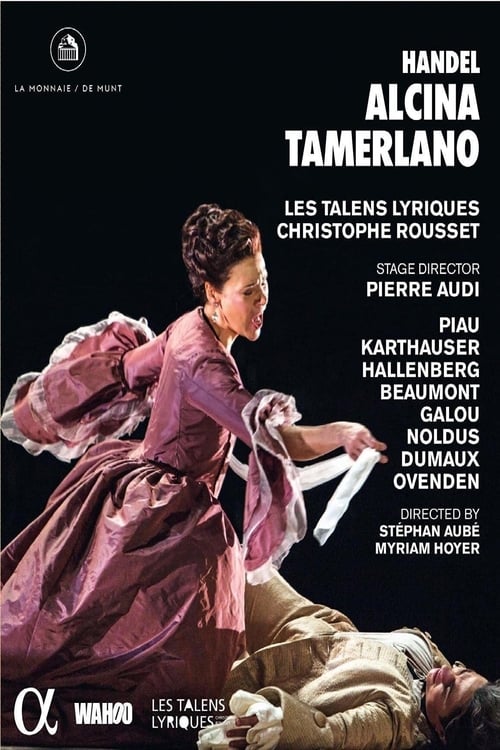 LA MONNAIE / DE MUNT
HANDEL
ALCINA
TAMERLANO
LES TALENS LYRIQUES
CHRISTOPHE ROUSSET
STAGE DIRECTOR
PIERRE AUDI
PIAU
KARTHAUSER
HALLENBERG
BEAUMONT
GALOU
NOLDUS
DUMAUX
OVENDEN
DIRECTED BY
STÉPHAN AUBÉ
MYRIAM HOYER
α WAHOO LES TALENS
LYRIQUES